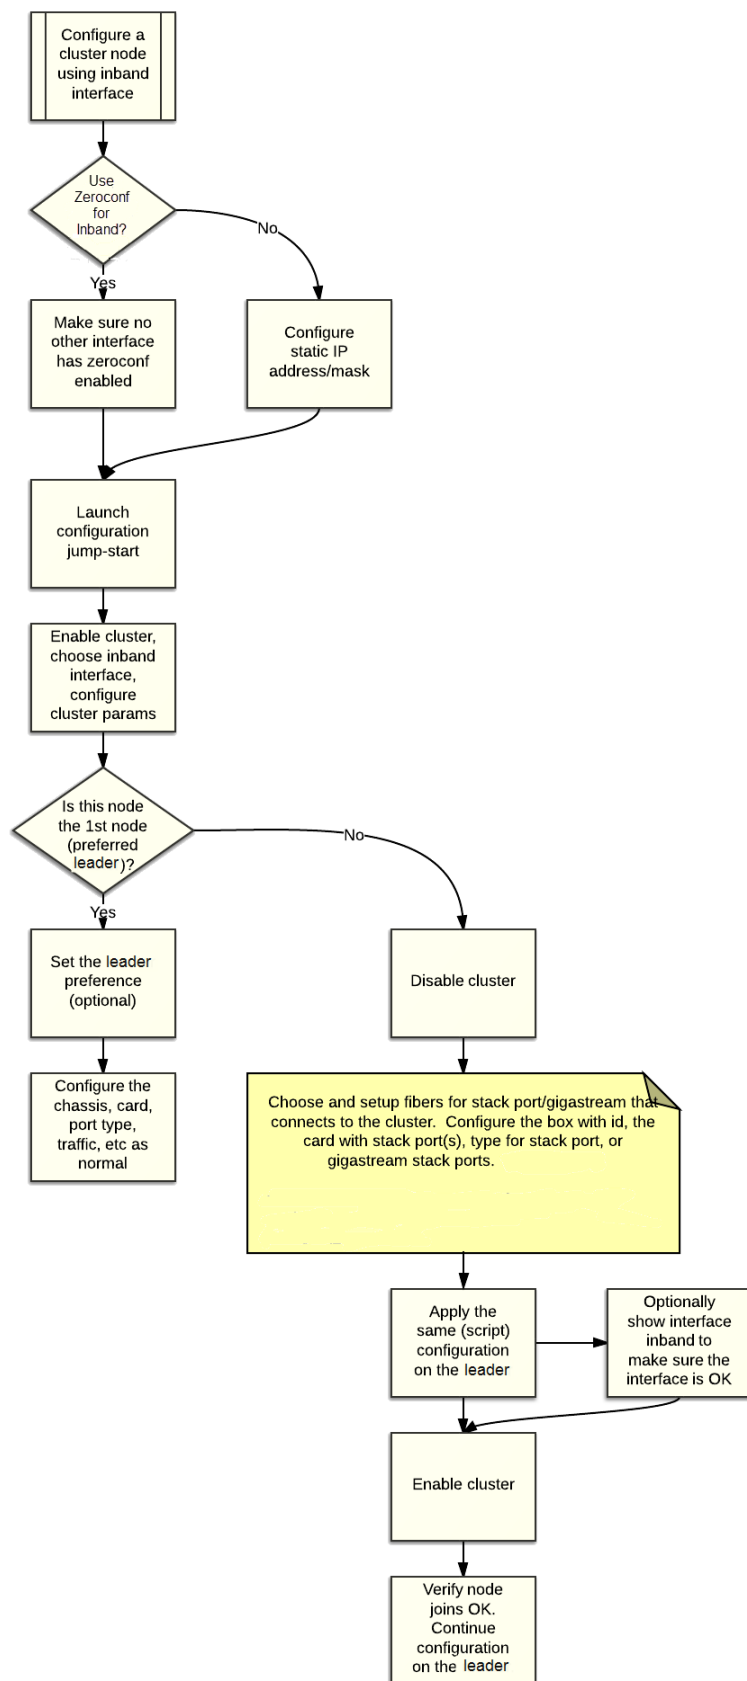 Configure a
cluster node
using inband
interface
Use
Zeroconf
for
Inband?
No
Yes
Make sure no
other interface
has zeroconf
enabled
Configure
static IP
address/mask
Launch
configuration
jump-start
Enable cluster,
choose inband
interface,
configure
cluster params
Is this node
the 1st node
(preferred
leader)?
No
Yes
Set the leader
preference
(optional)
Disable cluster
Configure the
chassis, card,
port type,
traffic, etc as
normal
Choose and setup fibers for stack port/gigastream that
connects to the cluster.  Configure the box with id, the
card with stack port(s), type for stack port, or
gigastream stack ports.
Apply the
same (script)
configuration
on the leader
Optionally
show interface
inband to
make sure the
interface is OK
Enable cluster
Verify node
joins OK.
Continue
configuration
on the leader